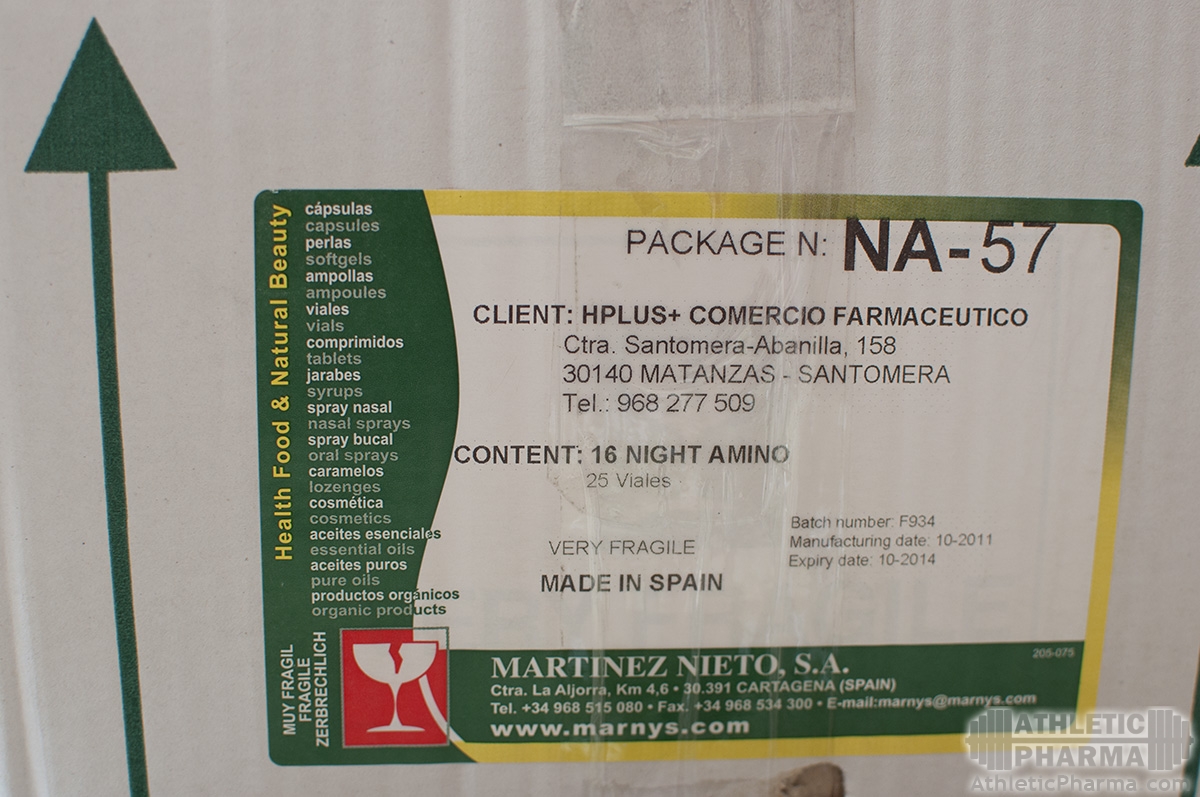 Health Food & Natural Beauty
cápsulas
capsules
perlas
softgels
ampollas
ampoules
viales
vials
comprimidos
tablets
jarabes
syrups
spray nasal
nasal sprays
spray bucal
oral sprays
caramelos
lozenges
cosmética
cosmetics
aceites esenciales
essential oils
aceites puros
pure oils
productos orgánicos
organic products
MUY FRAGIL
FRAGILE
ZERBRECHLICH
PACKAGE N: NA-57
CLIENT: HPLUS+ COMERCIO FARMACEUTICO
Ctra. Santomera-Abanilla, 158
30140 MATANZAS - SANTOMERA
Tel.: 968 277 509
CONTENT: 16 NIGHT AMINO
25 Viales
Batch number: F934
Manufacturing date: 10-2011
Expiry date: 10-2014
VERY FRAGILE
MADE IN SPAIN
205-075
MARTINEZ NIETO, S.A.
Ctra. La Aljorra, Km 4,6 • 30.391 CARTAGENA (SPAIN)
Tel. +34 968 515 080 • Fax. +34 968 534 300 • E-mail:marnys@marnys.com
www.marnys.com
ATHLETIC
PHARMA
AthleticPharma.com